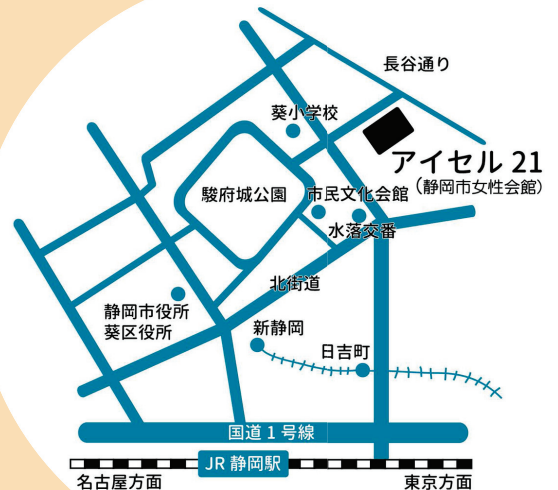 長谷通り
葵小学校
アイセル 21
(静岡市女性会館)
駿府城公園
市民文化会館
水落交番
北街道
静岡市役所
葵区役所
新静岡
日吉町
国道 1 号線
JR 静岡駅
名古屋方面
東京方面